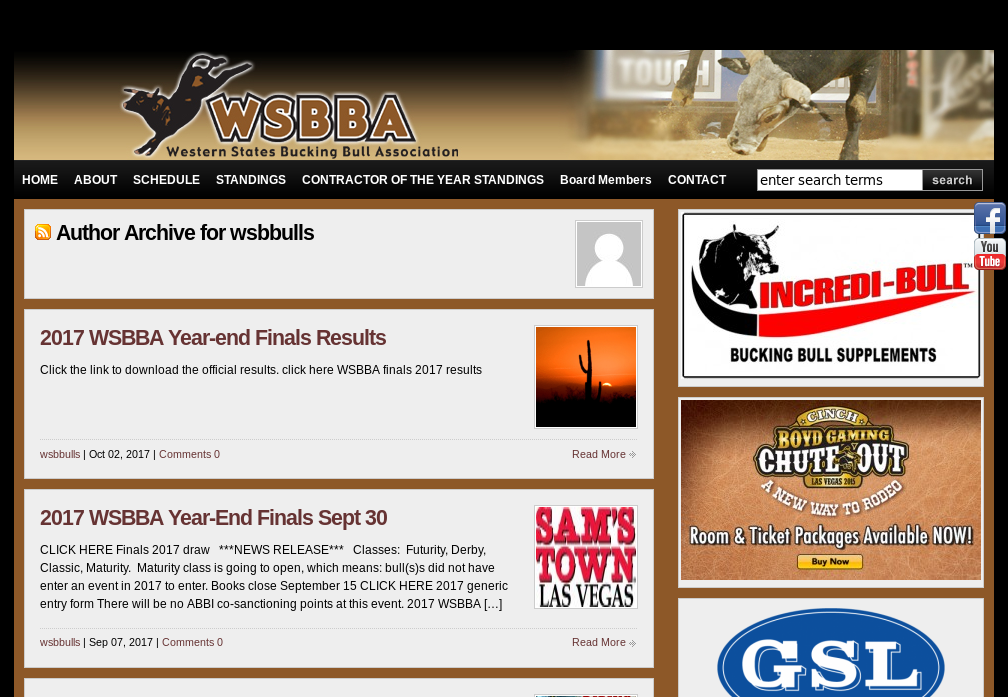 TOUGH
WSBBA
Western States Bucking Bull Association
HOME ABOUT SCHEDULE STANDINGS CONTRACTOR OF THE YEAR STANDINGS Board Members CONTACT enter search terms search
Author Archive for wsbbulls
2017 WSBBA Year-end Finals Results
Click the link to download the official results. click here WSBBA finals 2017 results
wsbbulls | Oct 02, 2017 | Comments 0 Read More
2017 WSBBA Year-End Finals Sept 30
CLICK HERE Finals 2017 draw ***NEWS RELEASE*** Classes: Futurity, Derby,
Classic, Maturity. Maturity class is going to open, which means: bull(s) did not have
enter an event in 2017 to enter. Books close September 15 CLICK HERE 2017 generic
entry form There will be no ABBI co-sanctioning points at this event. 2017 WSBBA […]
SAM'S
TOWN
LAS VEGAS
wsbbulls | Sep 07, 2017 | Comments 0 Read More
f
You
Tube
INCREDI-BULL™
BUCKING BULL SUPPLEMENTS
CINCH
BOYD GAMING
CHUTE OUT
LAS VEGAS 2015
A NEW WAY TO RODEO
Room & Ticket Packages Available NOW!
Buy Now
GSL